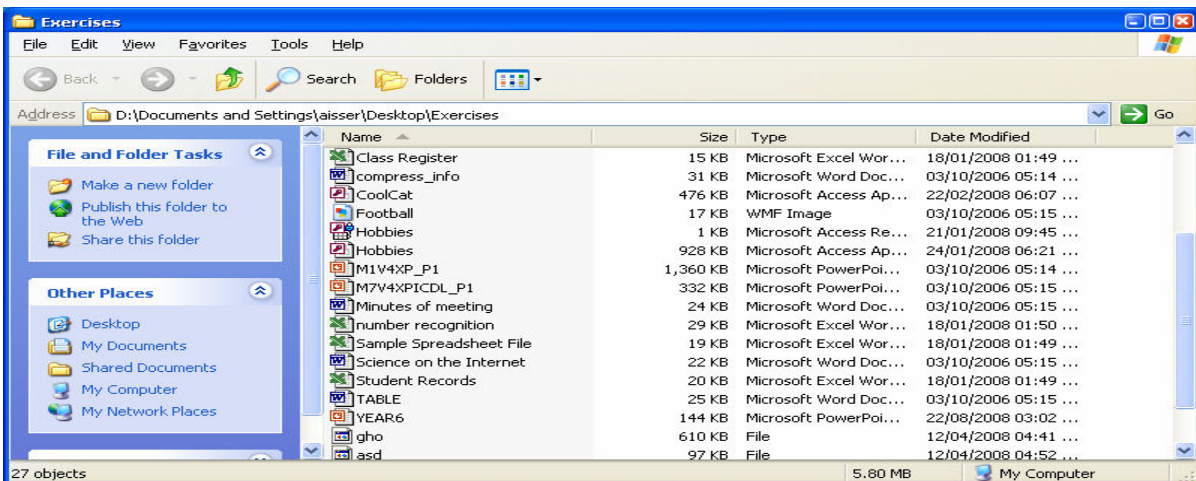 Exercises
File Edit View Favorites Tools Help
Back Search Folders
Address D:\Documents and Settings\aisser\Desktop\Exercises Go
File and Folder Tasks
Make a new folder
Publish this folder to
the Web
Share this folder
Other Places
Desktop
My Documents
Shared Documents
My Computer
My Network Places
Name Size Type Date Modified
Class Register 15 KB Microsoft Excel Wor... 18/01/2008 01:49 ...
compress_info 31 KB Microsoft Word Doc... 03/10/2006 05:14 ...
CoolCat 476 KB Microsoft Access Ap... 22/02/2008 06:07 ...
Football 17 KB WMF Image 03/10/2006 05:15 ...
Hobbies 1 KB Microsoft Access Re... 21/01/2008 09:45 ...
Hobbies 928 KB Microsoft Access Ap... 24/01/2008 06:21 ...
M1V4XP_P1 1,360 KB Microsoft PowerPoi... 03/10/2006 05:14 ...
M7V4XPICDL_P1 332 KB Microsoft PowerPoi... 03/10/2006 05:15 ...
Minutes of meeting 24 KB Microsoft Word Doc... 03/10/2006 05:15 ...
number recognition 29 KB Microsoft Excel Wor... 18/01/2008 01:50 ...
Sample Spreadsheet File 19 KB Microsoft Excel Wor... 18/01/2008 01:49 ...
Science on the Internet 22 KB Microsoft Word Doc... 03/10/2006 05:15 ...
Student Records 20 KB Microsoft Excel Wor... 18/01/2008 01:49 ...
TABLE 25 KB Microsoft Word Doc... 03/10/2006 05:15 ...
YEAR6 144 KB Microsoft PowerPoi... 22/08/2008 03:02 ...
gho 610 KB File 12/04/2008 04:41 ...
asd 97 KB File 12/04/2008 04:52 ...
27 objects 5.80 MB My Computer